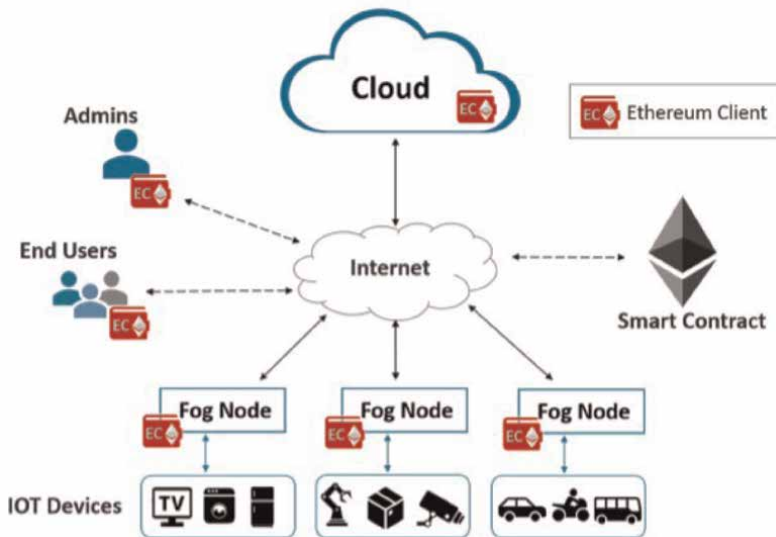 Cloud
EC
EC Ethereum Client
Admins
EC
End Users
EC
Internet
Smart Contract
Fog Node
EC
Fog Node
EC
Fog Node
EC
IOT Devices
TV